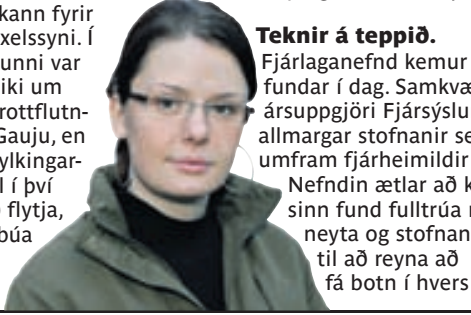 kann fyrir
xelssyni. Í
unni var
iki um
rottflutn-
Gauju, en
ylkingar-
l í því
flytja,
búa
Teknir á teppið.
Fjárlaganefnd kemur
fundar í dag. Samkvæ
ársuppgjöri Fjársýslu
allmargar stofnanir se
umfram fjárheimildir
Nefndin ætlar að k
sinn fund fulltrúa r
neyta og stofnan
til að reyna að
fá botn í hvers